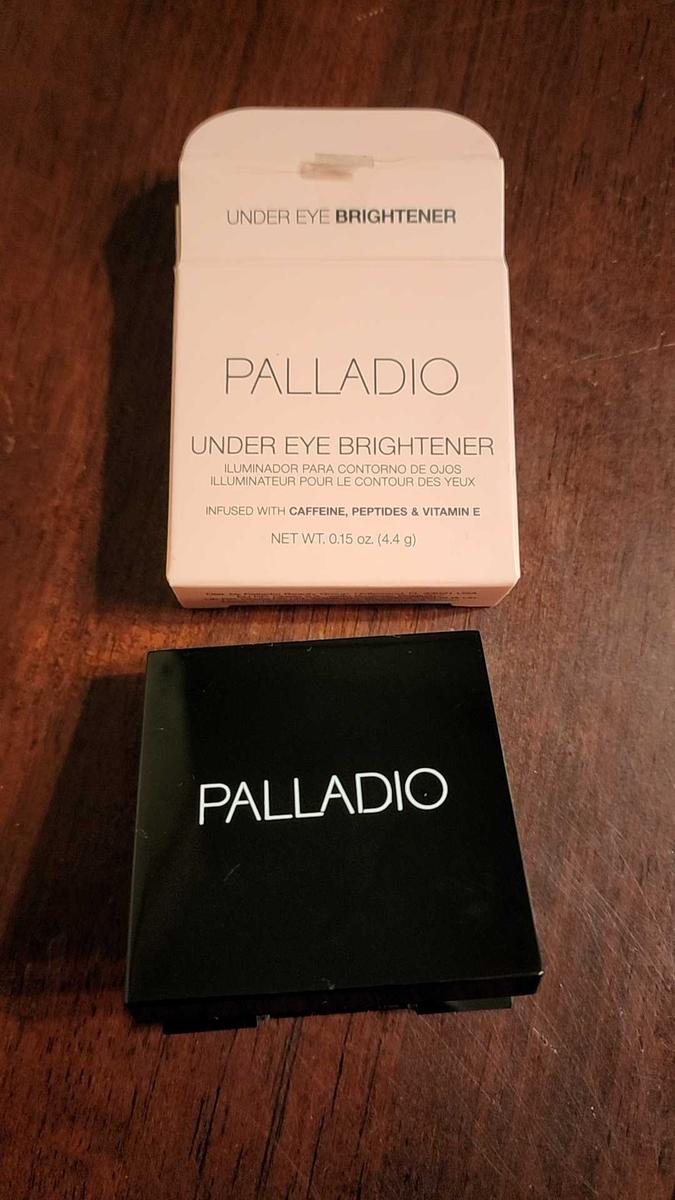 UNDER EYE BRIGHTENER
PALLADIO
UNDER EYE BRIGHTENER
ILUMINADOR PARA CONTORNO DE OJOS
ILLUMINATEUR POUR LE CONTOUR DES YEUX
INFUSED WITH CAFFEINE, PEPTIDES & VITAMIN E
NET WT. 0.15 oz. (4.4 g)
PALLADIO